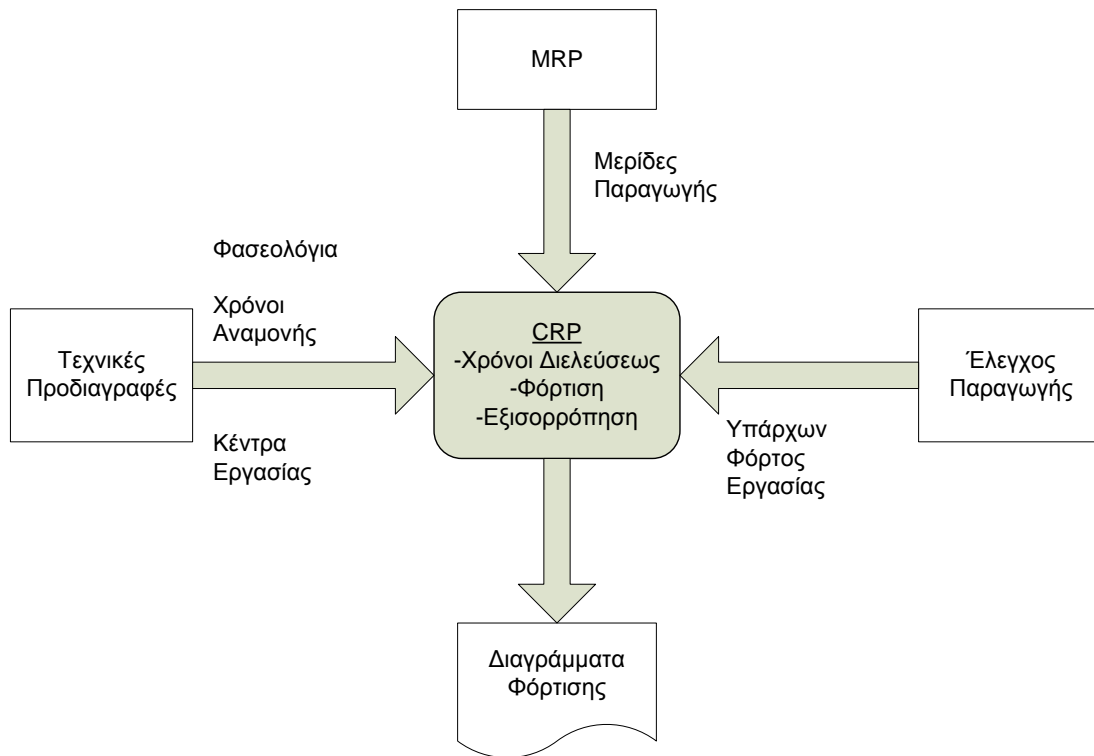 MRP
Μερίδες
Παραγωγής
Φασεολόγια
Χρόνοι
Αναμονής
Τεχνικές
Προδιαγραφές
Κέντρα
Εργασίας
CRP
-Χρόνοι Διελεύσεως
-Φόρτιση
-Εξισορρόπηση
Έλεγχος
Παραγωγής
Υπάρχων
Φόρτος
Εργασίας
Διαγράμματα
Φόρτισης